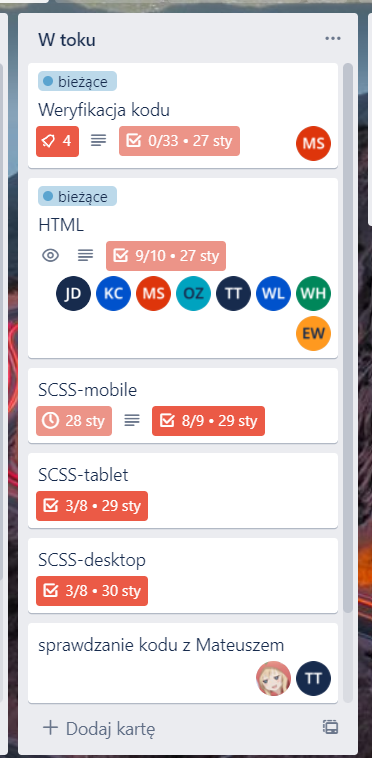 W toku
bieżące
Weryfikacja kodu
4 0/33 • 27 sty MS
bieżące
HTML
9/10 • 27 sty
JD KC MS OZ TT WL WH
EW
SCSS-mobile
28 sty 8/9 • 29 sty
SCSS-tablet
3/8 • 29 sty
SCSS-desktop
3/8 • 30 sty
sprawdzanie kodu z Mateuszem
TT
+ Dodaj kartę